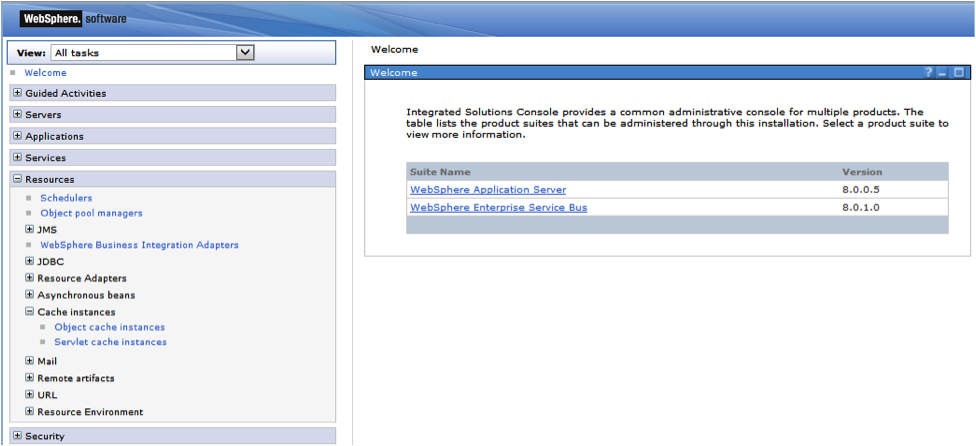 WebSphere. software
View: All tasks
Welcome
Guided Activities
Servers
Applications
Services
Resources
Schedulers
Object pool managers
JMS
WebSphere Business Integration Adapters
JDBC
Resource Adapters
Asynchronous beans
Cache instances
Object cache instances
Servlet cache instances
Mail
Remote artifacts
URL
Resource Environment
Security
Welcome
Welcome ?
Integrated Solutions Console provides a common administrative console for multiple products. The
table lists the product suites that can be administered through this installation. Select a product suite to
view more information.
Suite Name Version
WebSphere Application Server 8.0.0.5
WebSphere Enterprise Service Bus 8.0.1.0